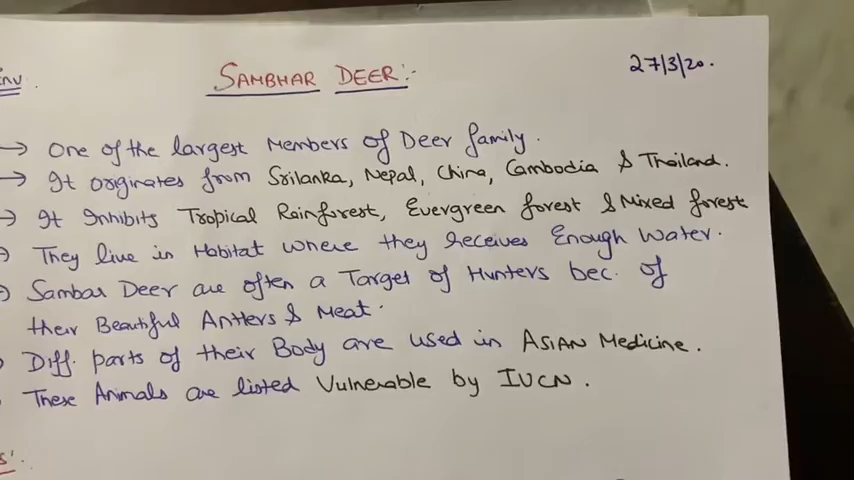 Env.
SAMBHAR DEER:-
27/3/20.
→ One of the largest Members of Deer family.
→ It originates from Srilanka, Nepal, China, Cambodia & Thailand.
→ It Inhibits Tropical Rainforest, Evergreen forest & Mixed forest
→ They live in Habitat where they receives Enough Water.
→ Sambar Deer are often a Target of Hunters bec. of
their Beautiful Antlers & Meat.
Diff. parts of their Body are used in ASIAN Medicine.
These Animals are listed Vulnerable by IUCN.